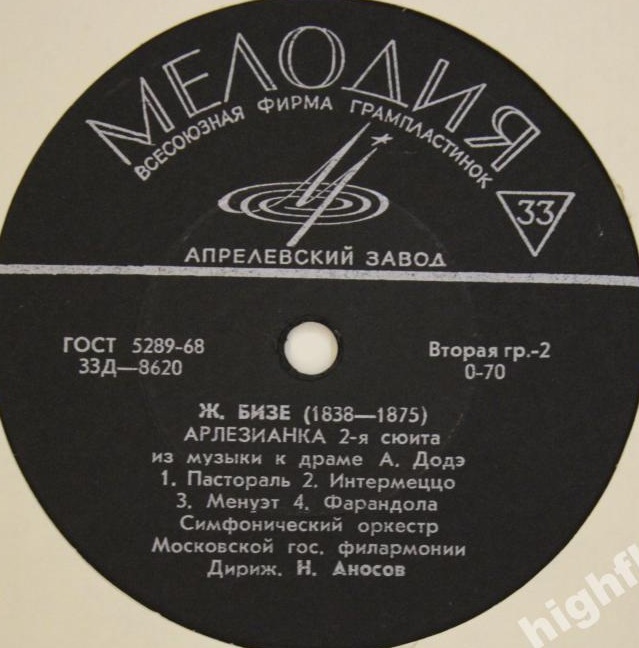 МЕЛОДИЯ
ВСЕСОЮЗНАЯ ФИРМА ГРАМПЛАСТИНОК
33
АПРЕЛЕВСКИЙ ЗАВОД
ГОСТ 5289-68
33Д—8620
Вторая гр.-2
0-70
Ж. БИЗЕ (1838—1875)
АРЛЕЗИАНКА 2-я сюита
из музыки к драме А. Додэ
1. Пастораль 2. Интермеццо
3. Менуэт 4. Фарандола
Симфонический оркестр
Московской гос. филармонии
Дириж. Н. Аносов